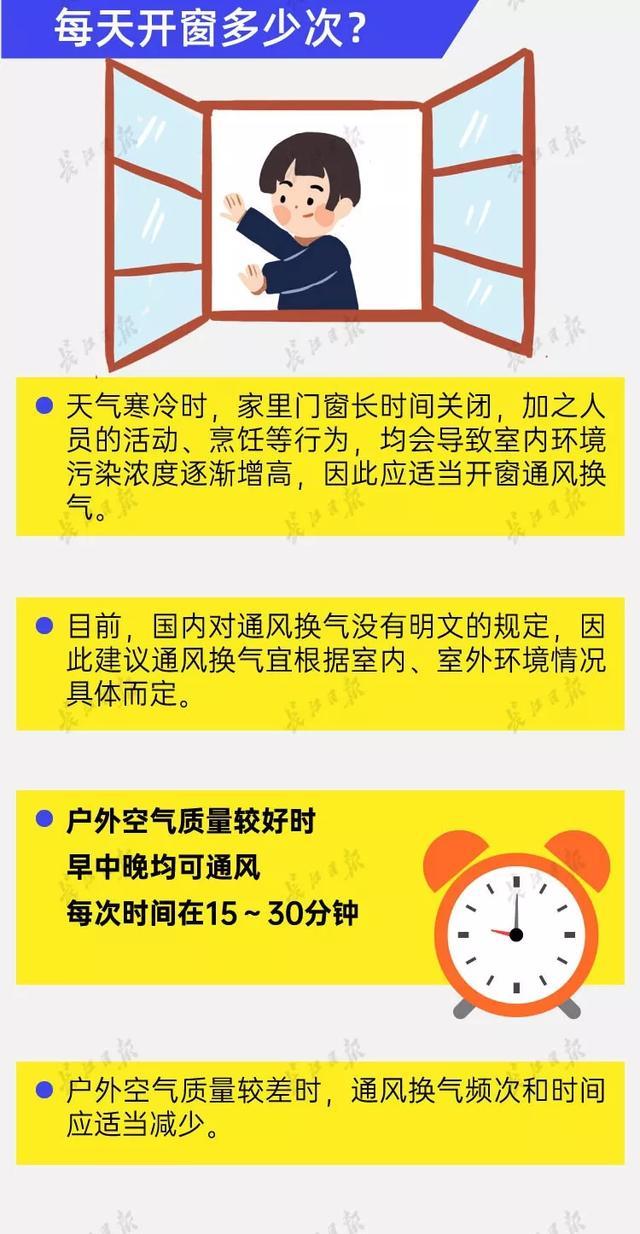 每天开窗多少次？
天气寒冷时，家里门窗长时间关闭，加之人
员的活动、烹饪等行为，均会导致室内环境
污染浓度逐渐增高，因此应适当开窗通风换
气。
目前，国内对通风换气没有明文的规定，因
此建议通风换气宜根据室内、室外环境情况
具体而定。
户外空气质量较好时
早中晚均可通风
每次时间在15～30分钟
户外空气质量较差时，通风换气频次和时间
应适当减少。
长江日报